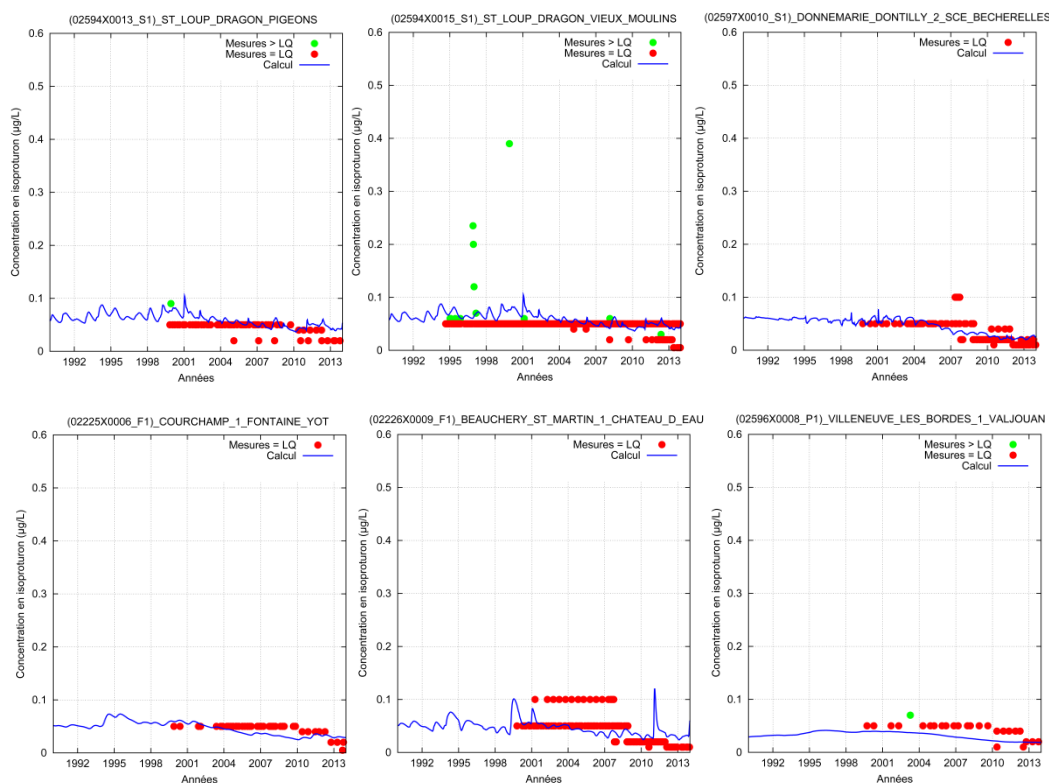 (02594X0013_S1)_ST_LOUP_DRAGON_PIGEONS
0.6
Mesures > LQ
Mesures = LQ
Calcul
0.5
0.4
0.3
0.2
0.1
0
Concentration en isoproturon (µg/L)
1992 1995 1998 2001 2004 2007 2010 2013
Années
(02594X0015_S1)_ST_LOUP_DRAGON_VIEUX_MOULINS
0.6
Mesures > LQ
Mesures = LQ
Calcul
0.5
0.4
0.3
0.2
0.1
0
Concentration en isoproturon (µg/L)
1992 1995 1998 2001 2004 2007 2010 2013
Années
(02597X0010_S1)_DONNEMARIE_DONTILLY_2_SCE_BECHERELLES
0.6
Mesures = LQ
Calcul
0.5
0.4
0.3
0.2
0.1
0
Concentration en isoproturon (µg/L)
1992 1995 1998 2001 2004 2007 2010 2013
Années
(02225X0006_F1)_COURCHAMP_1_FONTAINE_YOT
0.6
Mesures = LQ
Calcul
0.5
0.4
0.3
0.2
0.1
0
Concentration en isoproturon (µg/L)
1992 1995 1998 2001 2004 2007 2010 2013
Années
(02226X0009_F1)_BEAUCHERY_ST_MARTIN_1_CHATEAU_D_EAU
0.6
Mesures = LQ
Calcul
0.5
0.4
0.3
0.2
0.1
0
Concentration en isoproturon (µg/L)
1992 1995 1998 2001 2004 2007 2010 2013
Années
(02596X0008_P1)_VILLENEUVE_LES_BORDES_1_VALJOUAN
0.6
Mesures > LQ
Mesures = LQ
Calcul
0.5
0.4
0.3
0.2
0.1
0
Concentration en isoproturon (µg/L)
1992 1995 1998 2001 2004 2007 2010 2013
Années